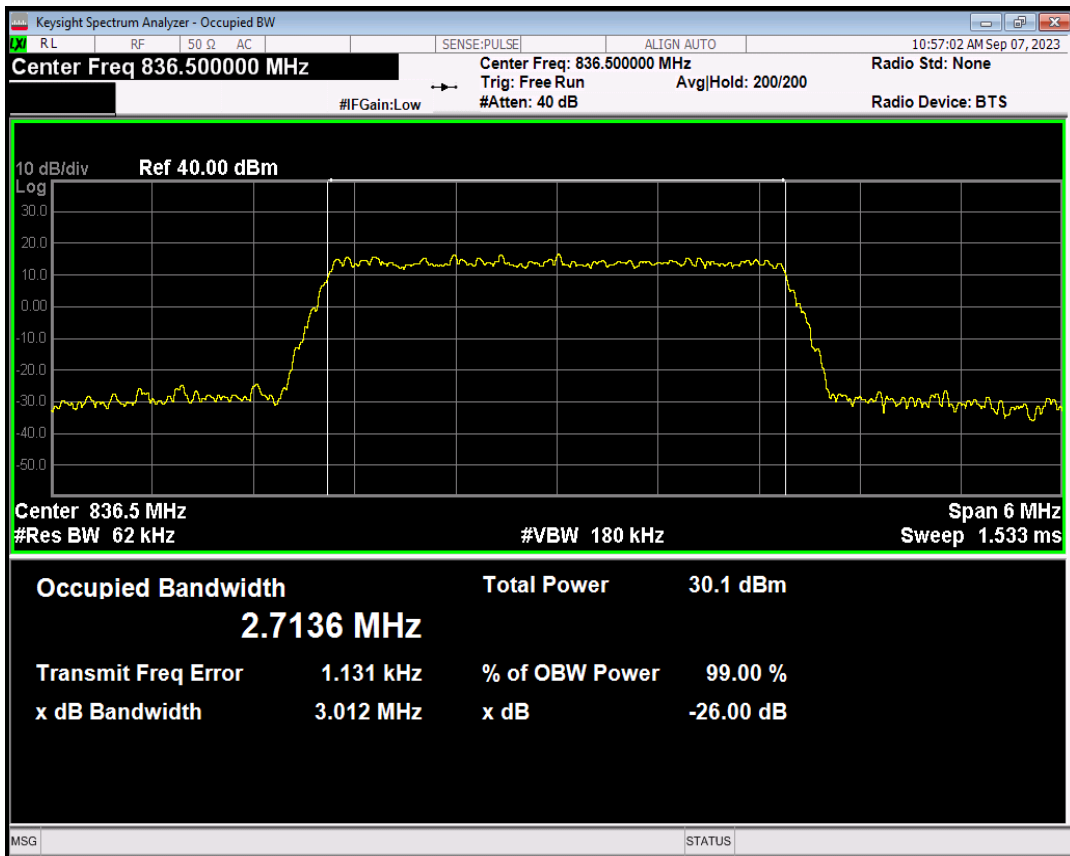 Keysight Spectrum Analyzer - Occupied BW
LXI RL RF 50 Ω AC SENSE:PULSE ALIGN AUTO 10:57:02 AM Sep 07, 2023
Center Freq 836.500000 MHz Center Freq: 836.500000 MHz Radio Std: None
Trig: Free Run Avg|Hold: 200/200
#IFGain:Low #Atten: 40 dB Radio Device: BTS
10 dB/div Ref 40.00 dBm
Log
30.0
20.0
10.0
0.00
-10.0
-20.0
-30.0
-40.0
-50.0
Center 836.5 MHz Span 6 MHz
#Res BW 62 kHz #VBW 180 kHz Sweep 1.533 ms
Occupied Bandwidth Total Power 30.1 dBm
2.7136 MHz
Transmit Freq Error 1.131 kHz % of OBW Power 99.00 %
x dB Bandwidth 3.012 MHz x dB -26.00 dB
MSG STATUS